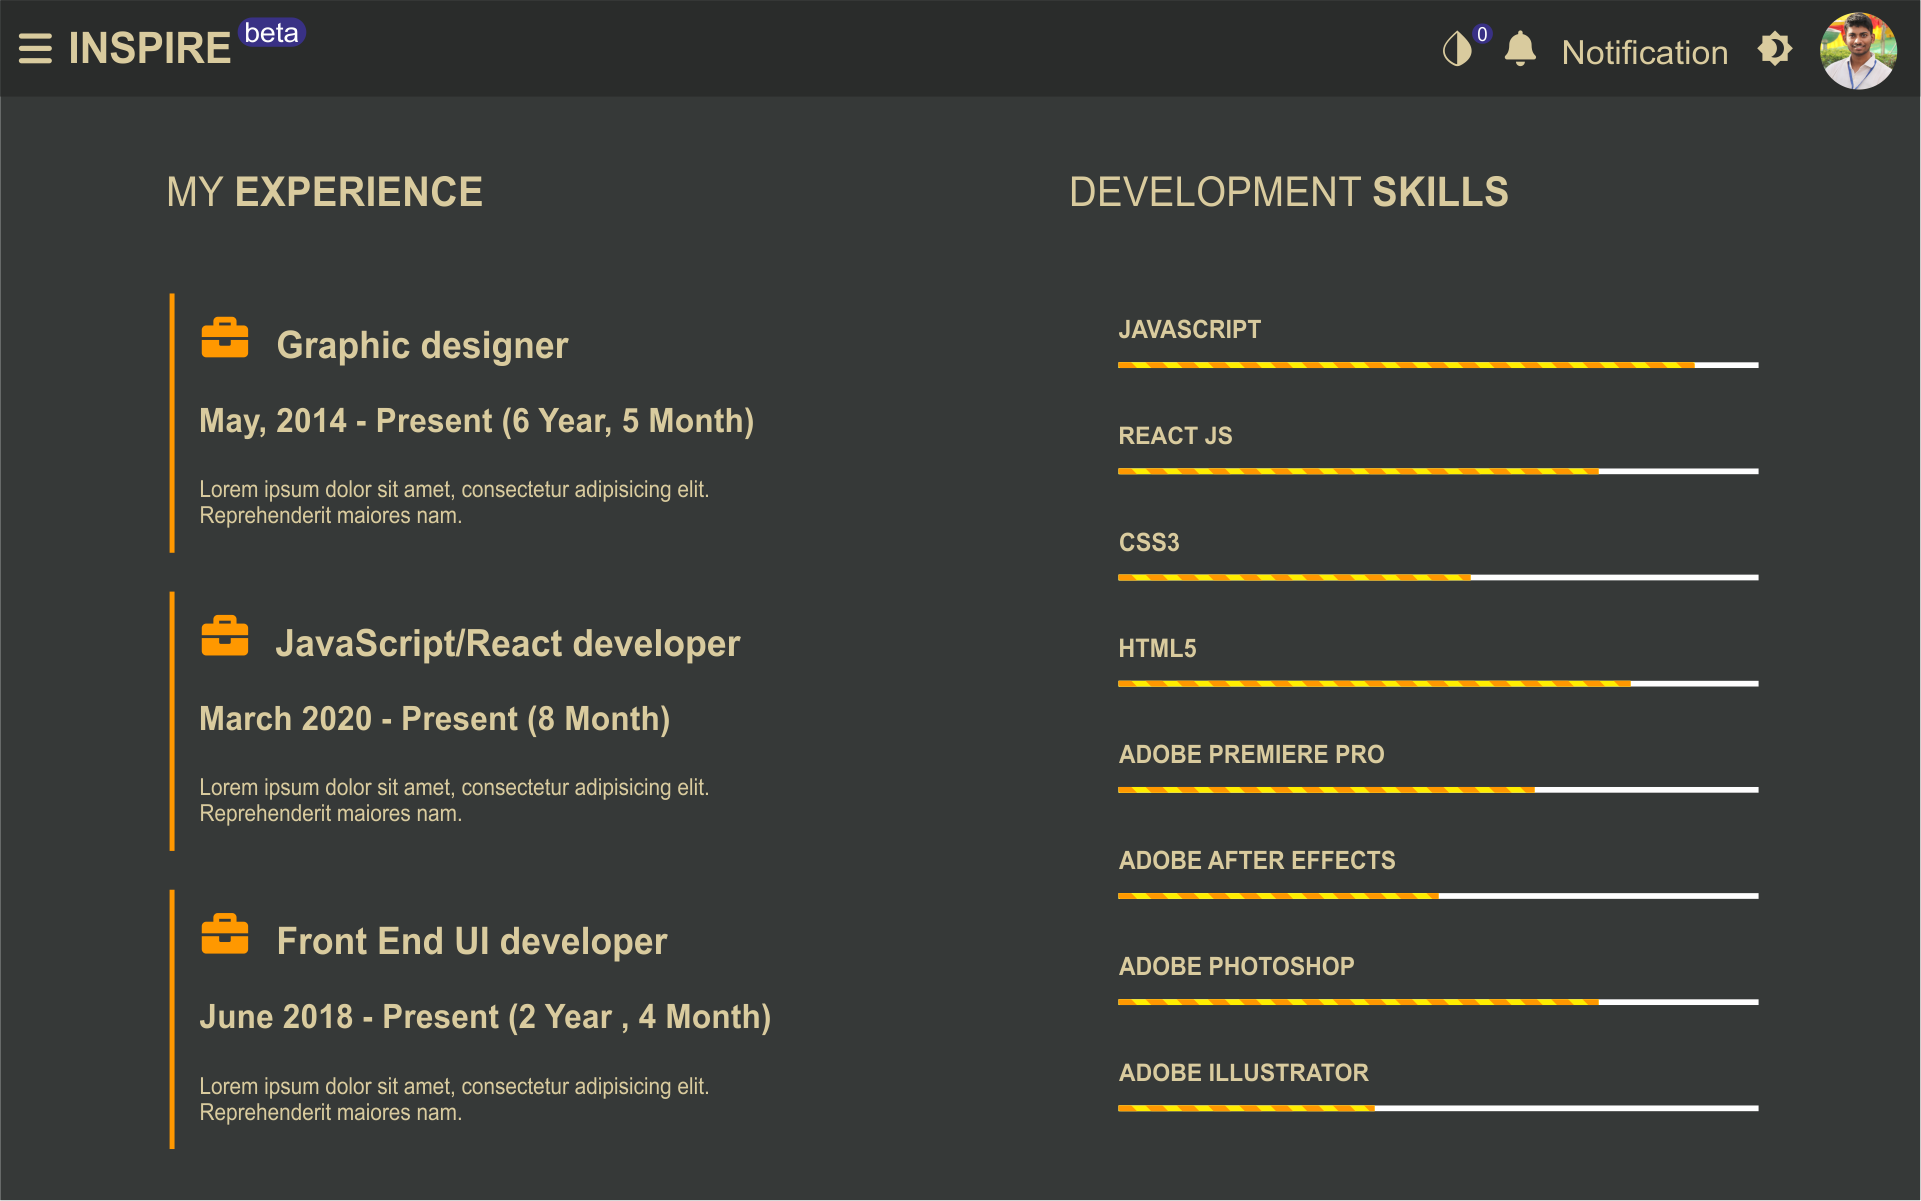 INSPIRE beta
0
Notification
MY EXPERIENCE
Graphic designer
May, 2014 - Present (6 Year, 5 Month)
Lorem ipsum dolor sit amet, consectetur adipisicing elit.
Reprehenderit maiores nam.
JavaScript/React developer
March 2020 - Present (8 Month)
Lorem ipsum dolor sit amet, consectetur adipisicing elit.
Reprehenderit maiores nam.
Front End UI developer
June 2018 - Present (2 Year , 4 Month)
Lorem ipsum dolor sit amet, consectetur adipisicing elit.
Reprehenderit maiores nam.
DEVELOPMENT SKILLS
JAVASCRIPT
REACT JS
CSS3
HTML5
ADOBE PREMIERE PRO
ADOBE AFTER EFFECTS
ADOBE PHOTOSHOP
ADOBE ILLUSTRATOR